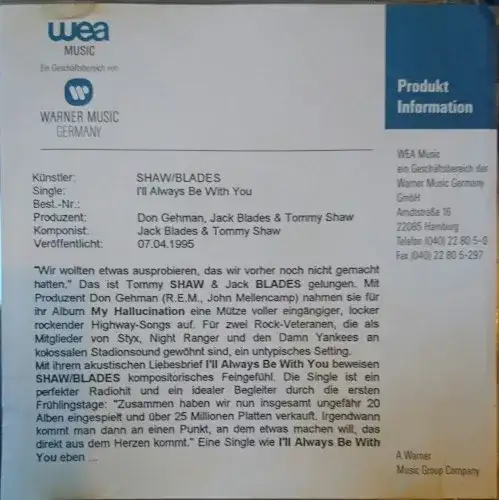 wea
MUSIC
Ein Geschäftsbereich von
WARNER MUSIC
GERMANY
Produkt
Information
WEA Music
ein Geschäftsbereich der
Warner Music Germany
GmbH
Arndtstraße 16
22085 Hamburg
Telefon (040) 22 80 5-0
Fax (040) 22 80 5-297
Künstler: SHAW/BLADES
Single: I'll Always Be With You
Best.-Nr.:
Produzent: Don Gehman, Jack Blades & Tommy Shaw
Komponist: Jack Blades & Tommy Shaw
Veröffentlicht: 07.04.1995
"Wir wollten etwas ausprobieren, das wir vorher noch nicht gemacht
hatten." Das ist Tommy SHAW & Jack BLADES gelungen. Mit
Produzent Don Gehman (R.E.M., John Mellencamp) nahmen sie für
ihr Album My Hallucination eine Mütze voller eingängiger, locker
rockender Highway-Songs auf. Für zwei Rock-Veteranen, die als
Mitglieder von Styx, Night Ranger und den Damn Yankees an
kolossalen Stadionsound gewöhnt sind, ein untypisches Setting.
Mit ihrem akustischen Liebesbrief I'll Always Be With You beweisen
SHAW/BLADES kompositorisches Feingefühl. Die Single ist ein
perfekter Radiohit und ein idealer Begleiter durch die ersten
Frühlingstage: "Zusammen haben wir nun insgesamt ungefähr 20
Alben eingespielt und über 25 Millionen Platten verkauft. Irgendwann
kommt man dann an einen Punkt, an dem etwas machen will, das
direkt aus dem Herzen kommt." Eine Single wie I'll Always Be With
You eben ...
A Warner
Music Group Company